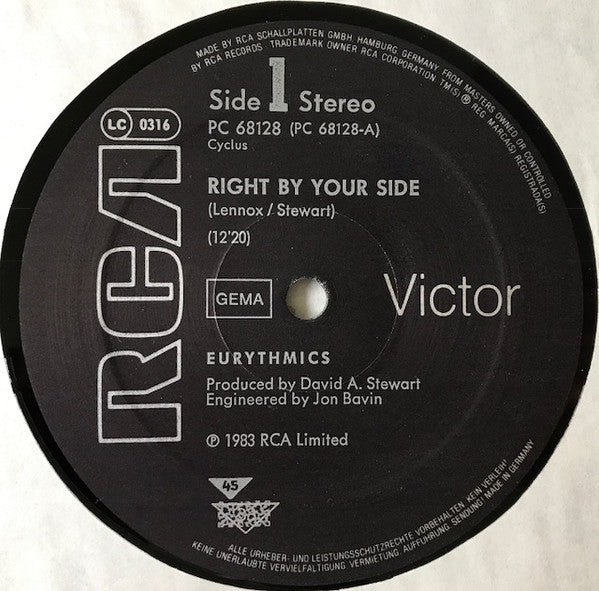 MADE BY RCA SCHALLPLATTEN GMBH, HAMBURG, GERMANY, FROM MASTERS OWNED OR CONTROLLED
BY RCA RECORDS TRADEMARK OWNER RCA CORPORATION TM(S) ® REG. MARCA(S) REGISTRADA(S)
Side 1 Stereo
PC 68128 (PC 68128-A)
Cyclus
LC 0316
RCA
RIGHT BY YOUR SIDE
(Lennox / Stewart)
(12'20)
GEMA
Victor
EURYTHMICS
Produced by David A. Stewart
Engineered by Jon Bavin
℗ 1983 RCA Limited
45
ALLE URHEBER- UND LEISTUNGSSCHUTZRECHTE VORBEHALTEN. KEIN VERLEIH!
KEINE UNERLAUBTE VERVIELFÄLTIGUNG, VERMIETUNG, AUFFÜHRUNG, SENDUNG! MADE IN GERMANY